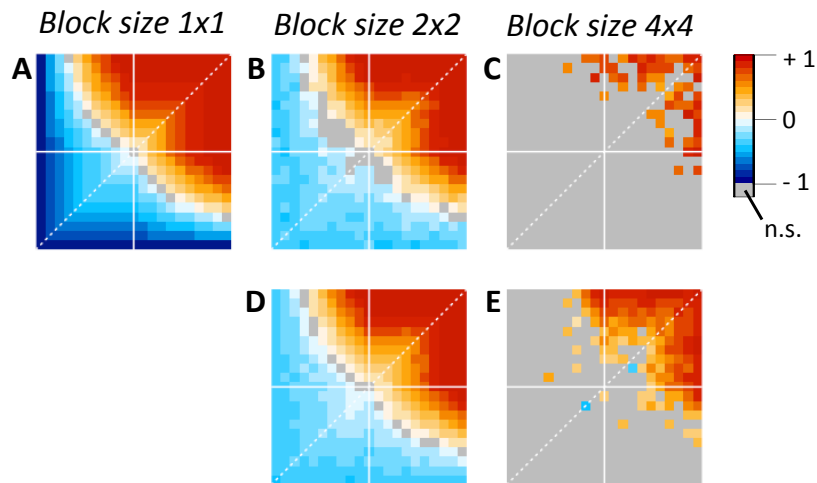 Block size 1x1 Block size 2x2 Block size 4x4
A B C + 1
0
- 1
n.s.
D E